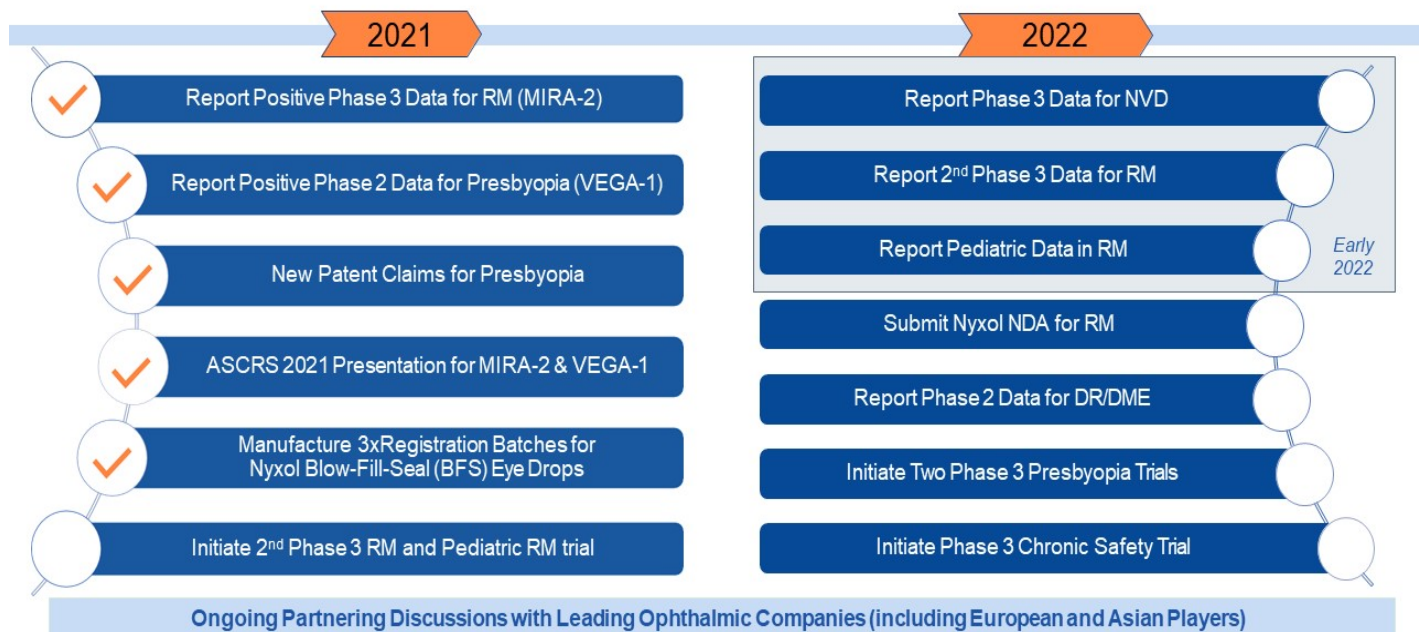 2021
Report Positive Phase 3 Data for RM (MIRA-2)
Report Positive Phase 2 Data for Presbyopia (VEGA-1)
New Patent Claims for Presbyopia
ASCRS 2021 Presentation for MIRA-2 & VEGA-1
Manufacture 3xRegistration Batches for
Nyxol Blow-Fill-Seal (BFS) Eye Drops
Initiate 2nd Phase 3 RM and Pediatric RM trial
2022
Report Phase 3 Data for NVD
Report 2nd Phase 3 Data for RM
Report Pediatric Data in RM
Early
2022
Submit Nyxol NDA for RM
Report Phase 2 Data for DR/DME
Initiate Two Phase 3 Presbyopia Trials
Initiate Phase 3 Chronic Safety Trial
Ongoing Partnering Discussions with Leading Ophthalmic Companies (including European and Asian Players)